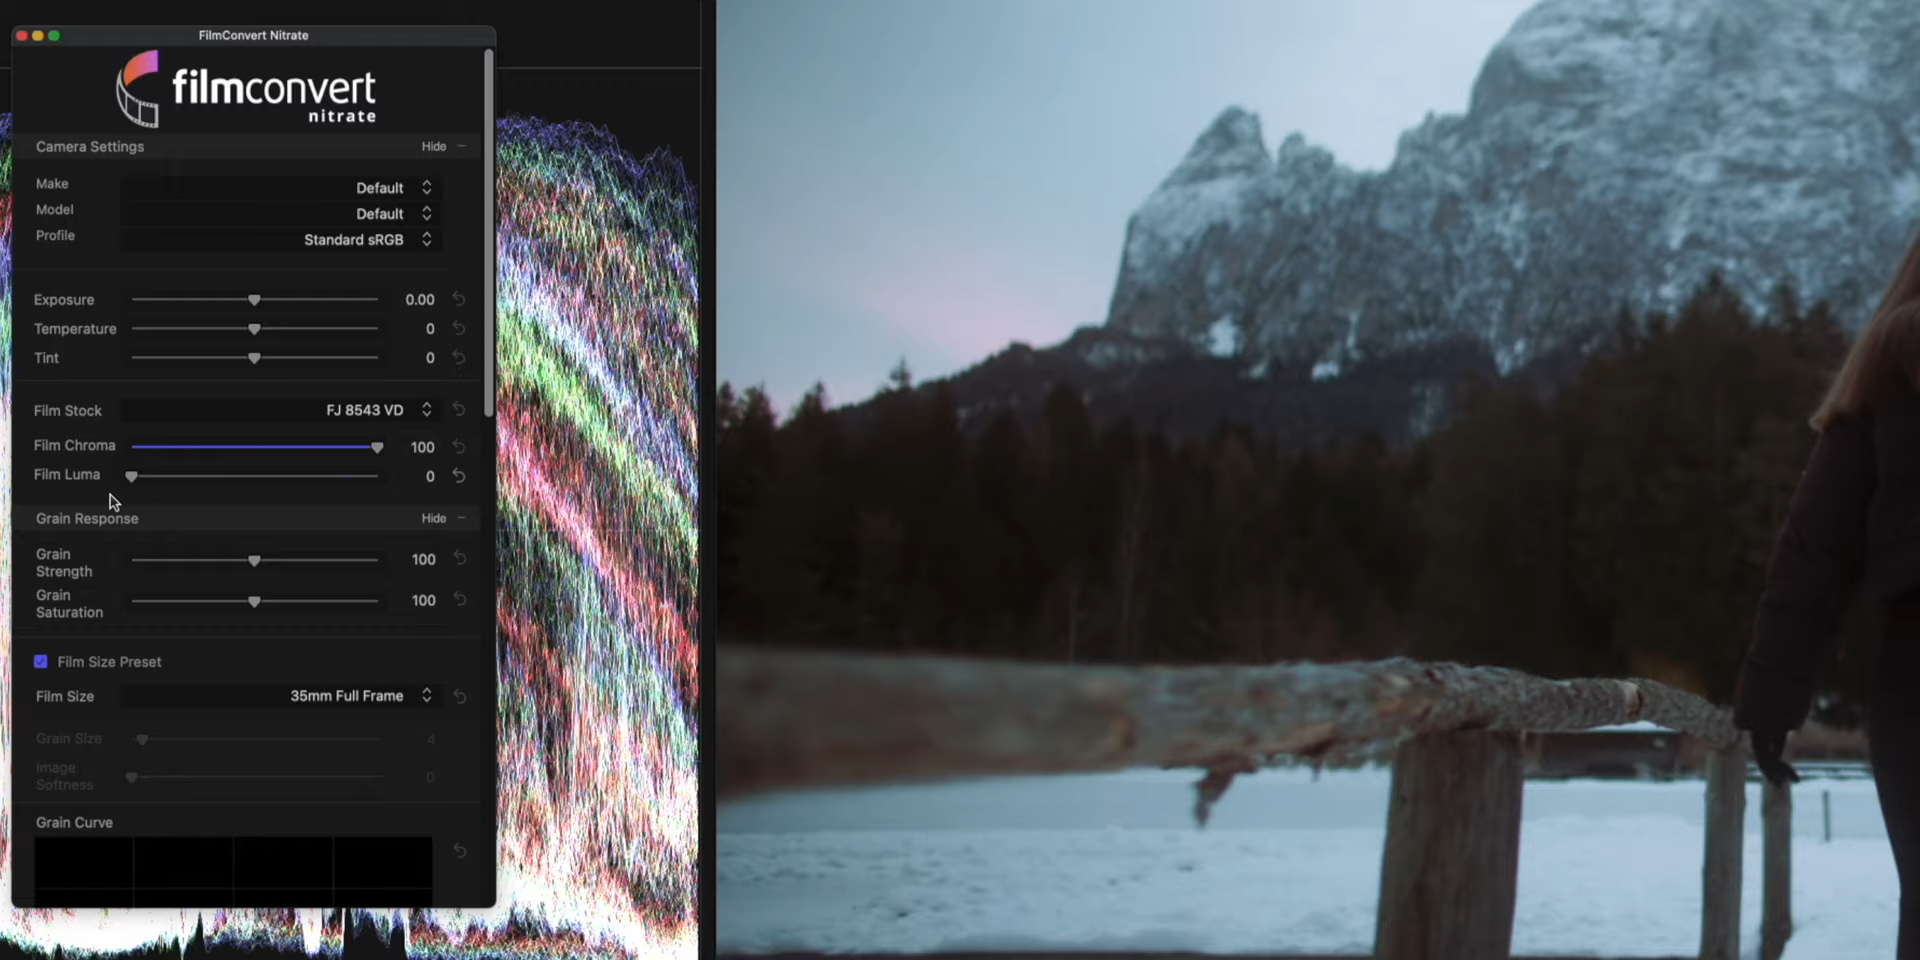 FilmConvert Nitrate
filmconvert
nitrate
Camera Settings Hide
Make Default
Model Default
Profile Standard sRGB
Exposure 0.00
Temperature 0
Tint 0
Film Stock FJ 8543 VD
Film Chroma 100
Film Luma 0
Grain Response Hide
Grain
Strength 100
Grain
Saturation 100
Film Size Preset
Film Size 35mm Full Frame
Grain Size 4
Image
Softness 0
Grain Curve